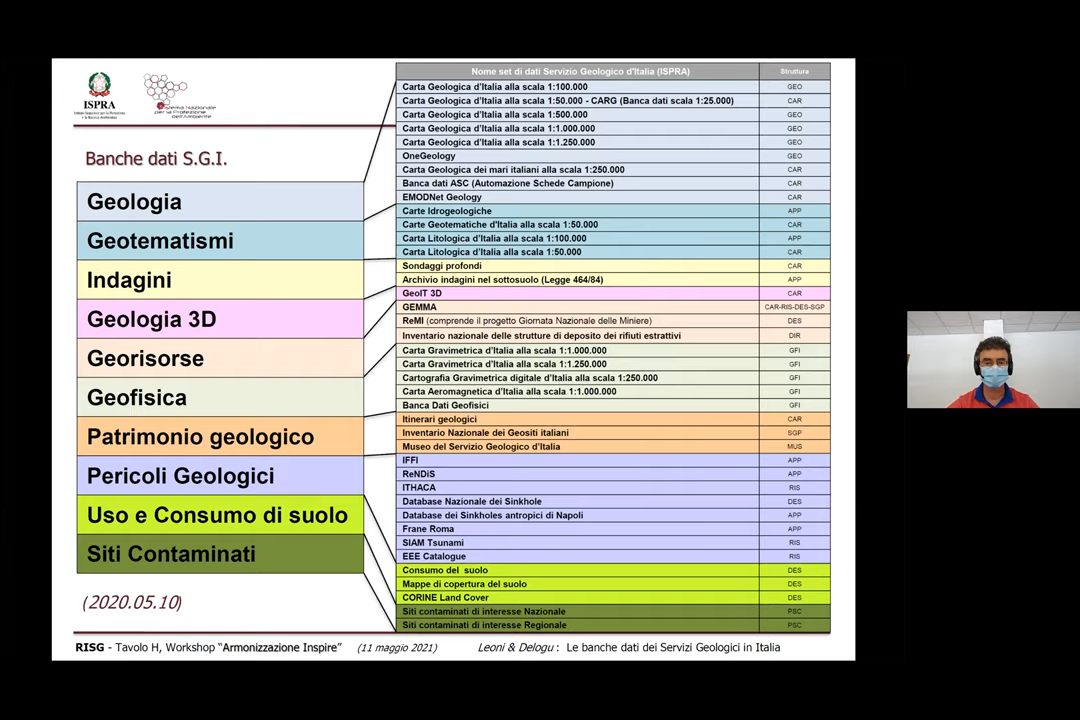 ISPRA
Istituto Superiore per la Protezione
e la Ricerca Ambientale
Sistema Nazionale
per la Protezione
dell'Ambiente
Banche dati S.G.I.
Geologia
Geotematismi
Indagini
Geologia 3D
Georisorse
Geofisica
Patrimonio geologico
Pericoli Geologici
Uso e Consumo di suolo
Siti Contaminati
(2020.05.10)
Nome set di dati Servizio Geologico d'Italia (ISPRA) Struttura
Carta Geologica d'Italia alla scala 1:100.000 GEO
Carta Geologica d'Italia alla scala 1:50.000 - CARG (Banca dati scala 1:25.000) CAR
Carta Geologica d'Italia alla scala 1:500.000 GEO
Carta Geologica d'Italia alla scala 1:1.000.000 GEO
Carta Geologica d'Italia alla scala 1:1.250.000 GEO
OneGeology GEO
Carta Geologica dei mari italiani alla scala 1:250.000 CAR
Banca dati ASC (Automazione Schede Campione) CAR
EMODNet Geology CAR
Carte Idrogeologiche APP
Carte Geotematiche d'Italia alla scala 1:50.000 CAR
Carta Litologica d'Italia alla scala 1:100.000 APP
Carta Litologica d'Italia alla scala 1:50.000 CAR
Sondaggi profondi CAR
Archivio indagini nel sottosuolo (Legge 464/84) APP
GeoIT 3D CAR
GEMMA CAR-RIS-DES-SGP
ReMI (comprende il progetto Giornata Nazionale delle Miniere) DES
Inventario nazionale delle strutture di deposito dei rifiuti estrattivi DIR
Carta Gravimetrica d'Italia alla scala 1:1.000.000 GFI
Carta Gravimetrica d'Italia alla scala 1:1.250.000 GFI
Cartografia Gravimetrica digitale d'Italia alla scala 1:250.000 GFI
Carta Aeromagnetica d'Italia alla scala 1:1.000.000 GFI
Banca Dati Geofisici GFI
Itinerari geologici CAR
Inventario Nazionale dei Geositi italiani SGP
Museo del Servizio Geologico d'Italia MUS
IFFI APP
ReNDiS APP
ITHACA RIS
Database Nazionale dei Sinkhole DES
Database dei Sinkholes antropici di Napoli APP
Frane Roma APP
SIAM Tsunami RIS
EEE Catalogue RIS
Consumo del suolo DES
Mappe di copertura del suolo DES
CORINE Land Cover DES
Siti contaminati di interesse Nazionale PSC
Siti contaminati di interesse Regionale PSC
RISG - Tavolo H, Workshop "Armonizzazione Inspire" (11 maggio 2021) Leoni & Delogu : Le banche dati dei Servizi Geologici in Italia